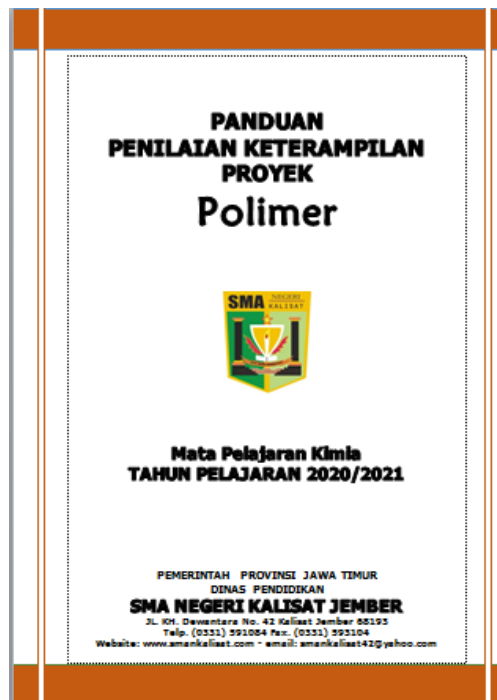 PANDUAN
PENILAIAN KETERAMPILAN
PROYEK
Polimer
SMA NEGERI
KALISAT
Mata Pelajaran Kimia
TAHUN PELAJARAN 2020/2021
PEMERINTAH PROVINSI JAWA TIMUR
DINAS PENDIDIKAN
SMA NEGERI KALISAT JEMBER
JL. KH. Dewantara No. 42 Kalisat Jember 68193
Telp. (0331) 591084 Fax. (0331) 593104
Website: www.smankalisat.com - email: smankalisat42@yahoo.com